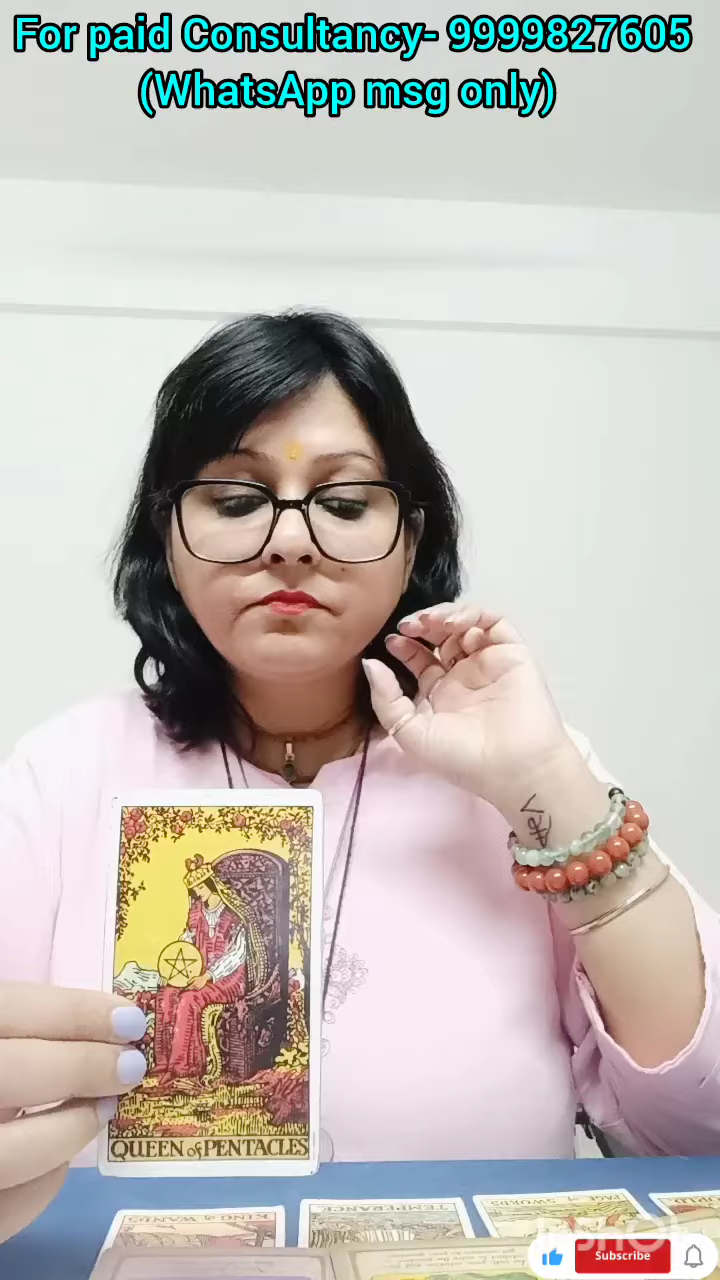 For paid Consultancy- 9999827605
(WhatsApp msg only)
QUEEN of PENTACLES
KING of WANDS
TEMPERANCE
PAGE of SWORDS
Subscribe